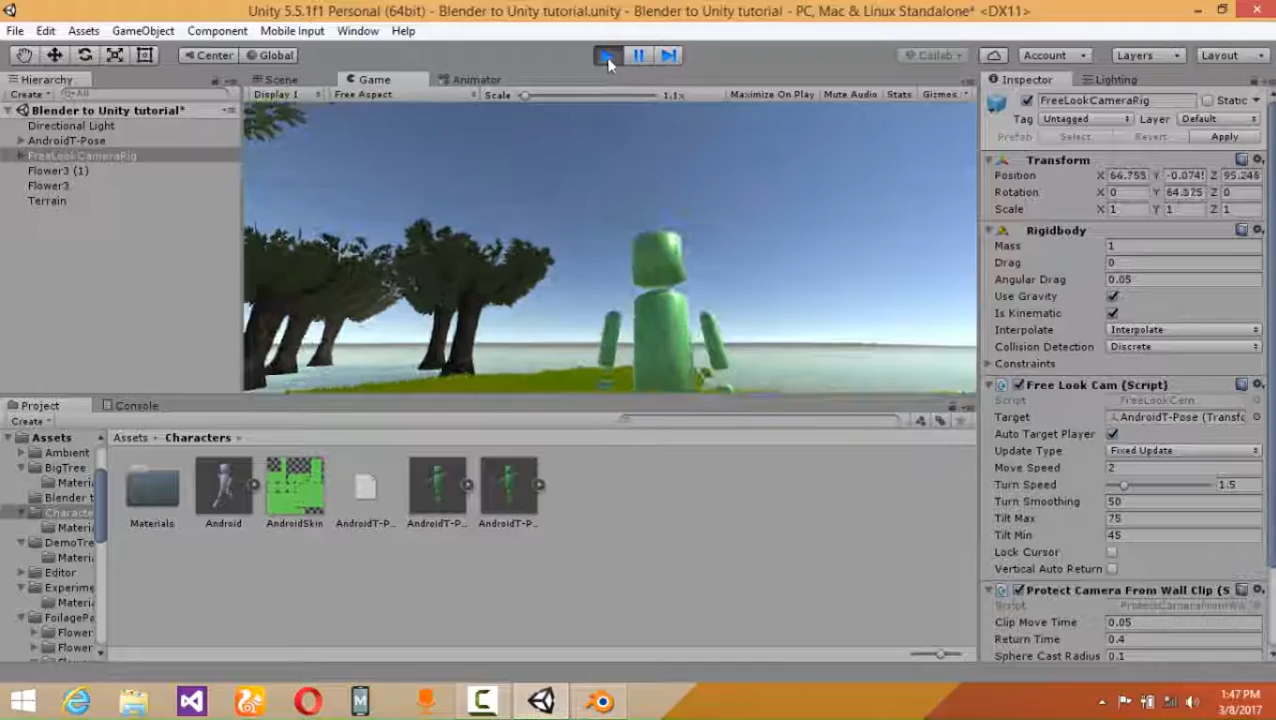 Unity 5.5.1f1 Personal (64bit) - Blender to Unity tutorial.unity - Blender to Unity tutorial - PC, Mac & Linux Standalone* <DX11>
File Edit Assets GameObject Component Mobile Input Window Help
Center Global Collab Account Layers Layout
Hierarchy Scene Game Animator Inspector Lighting
Create All Display 1 Free Aspect Scale 1.1x Maximize On Play Mute Audio Stats Gizmos
FreeLookCameraRig Static
Blender to Unity tutorial*
Tag Untagged Layer Default
Directional Light
Prefab Select Revert Apply
AndroidT-Pose
FreeLookCameraRig
Transform
Flower3 (1)
Position X 64.755 Y -0.074 Z 95.246
Flower3
Rotation X 0 Y 64.525 Z 0
Terrain
Scale X 1 Y 1 Z 1
Rigidbody
Mass 1
Drag 0
Angular Drag 0.05
Use Gravity
Is Kinematic
Interpolate Interpolate
Collision Detection Discrete
Constraints
Free Look Cam (Script)
Script FreeLookCam
Project Console
Create
Target AndroidT-Pose (Transfo
Assets Assets Characters
Auto Target Player
Ambient
Update Type Fixed Update
BigTree
Move Speed 2
Materi
Turn Speed 1.5
Blender t
Turn Smoothing 50
Characte
Tilt Max 75
Materials Android AndroidSkin AndroidT-P... AndroidT-P... AndroidT-P...
Materi
Tilt Min 45
DemoTre
Lock Cursor
Materi
Vertical Auto Return
Editor
Protect Camera From Wall Clip (S
Experime
Materi
Script ProtectCameraFromWa
FoilagePa
Clip Move Time 0.05
Flower
Return Time 0.4
Flower
Sphere Cast Radius 0.1
1:47 PM
3/8/2017